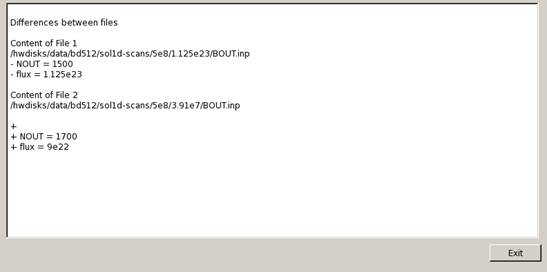 Differences between files
Content of File 1
/hwdisks/data/bd512/sol1d-scans/5e8/1.125e23/BOUT.inp
- NOUT = 1500
- flux = 1.125e23
Content of File 2
/hwdisks/data/bd512/sol1d-scans/5e8/3.91e7/BOUT.inp
+
+ NOUT = 1700
+ flux = 9e22
Exit